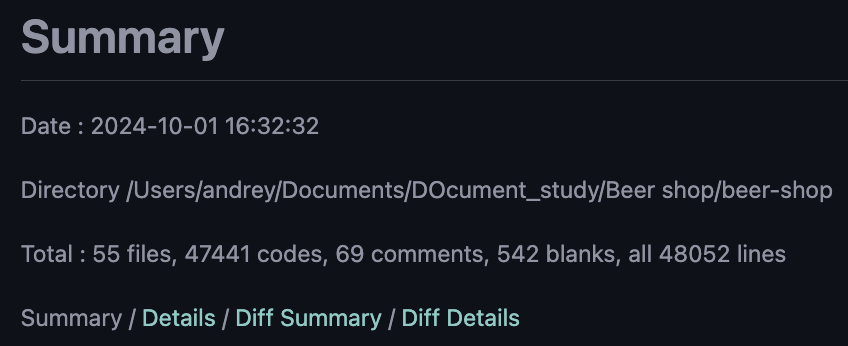 Summary
Date : 2024-10-01 16:32:32
Directory /Users/andrey/Documents/DOcument_study/Beer shop/beer-shop
Total : 55 files, 47441 codes, 69 comments, 542 blanks, all 48052 lines
Summary / Details / Diff Summary / Diff Details